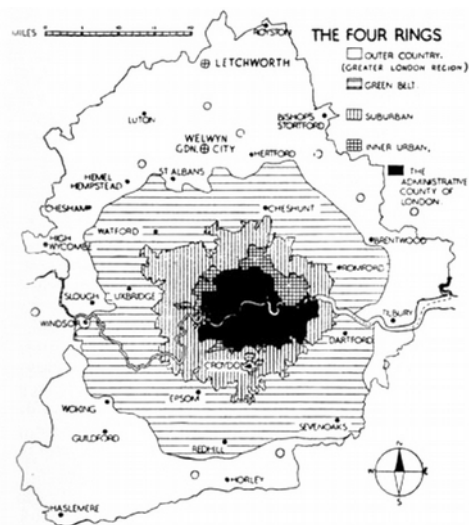 MILES
THE FOUR RINGS
OUTER COUNTRY.
(GREATER LONDON REGION)
GREEN BELT.
SUBURBAN
INNER URBAN,
THE
ADMINISTRATIVE
COUNTY OF
LONDON.
ROYSTON
LETCHWORTH
LUTON
BISHOPS
STORTFORD
WELWYN
GDN. CITY
HERTFORD
HEMEL
HEMPSTEAD
ST ALBANS
CHESHAM
CHESHUNT
WATFORD
HIGH
WYCOMBE
BRENTWOOD
ROMFORD
SLOUGH
UXBRIDGE
WINDSOR
TILBURY
DARTFORD
CROYDON
EPSOM
WOKING
SEVENOAKS
GUILDFORD
REDHILL
HORLEY
HASLEMERE
N
S